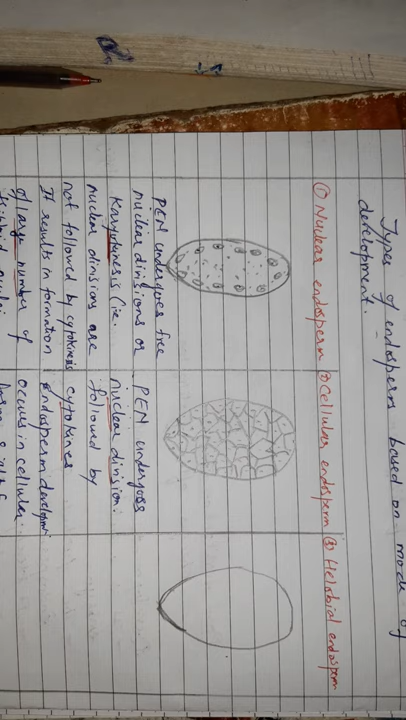 Types of endosperm based on mode of
development.
① Nuclear endosperm ② Cellular endosperm ③ Helobial endosperm
PEN undergoes free
nuclear divisions or
Karyokinesis (i.e.
nuclear divisions are
not followed by cytokinesis
It results in formation
of large number of
PEN undergoes
nuclear division.
followed by
cytokines
endosperm developm
occurs in cellular